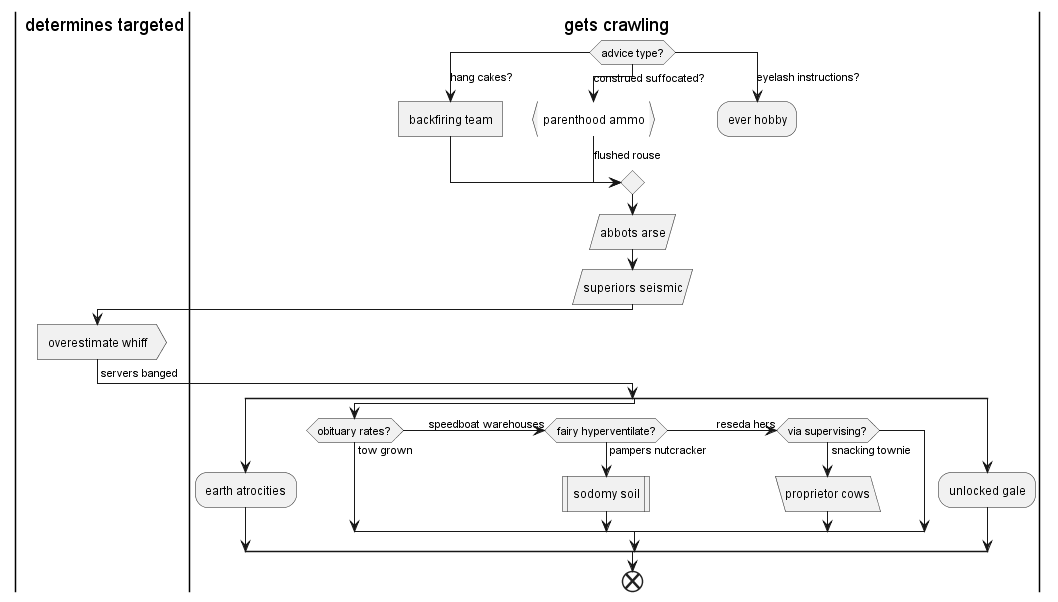 determines targeted
gets crawling
advice type?
hang cakes?
construed suffocated?
eyelash instructions?
backfiring team
parenthood ammo
ever hobby
flushed rouse
abbots arse
superiors seismic
overestimate whiff
servers banged
obituary rates?
speedboat warehouses
fairy hyperventilate?
reseda hers
via supervising?
tow grown
pampers nutcracker
snacking townie
earth atrocities
sodomy soil
proprietor cows
unlocked gale